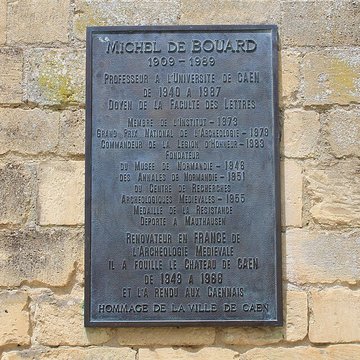 MICHEL DE BOUARD
1909 - 1989
PROFESSEUR A L'UNIVERSITE DE CAEN
DE 1940 A 1987
DOYEN DE LA FACULTE DES LETTRES
MEMBRE DE L'INSTITUT - 1973
GRAND PRIX NATIONAL DE L'ARCHEOLOGIE - 1979
COMMANDEUR DE LA LEGION D'HONNEUR - 1983
FONDATEUR
DU MUSEE DE NORMANDIE - 1946
DES ANNALES DE NORMANDIE - 1951
DU CENTRE DE RECHERCHES
ARCHEOLOGIQUES MEDIEVALES - 1955
MEDAILLE DE LA RESISTANCE
DEPORTE A MAUTHAUSEN
RENOVATEUR EN FRANCE DE
L'ARCHEOLOGIE MEDIEVALE
IL A FOUILLE LE CHATEAU DE CAEN
DE 1949 A 1966
ET L'A RENDU AUX CAENNAIS
HOMMAGE DE LA VILLE DE CAEN